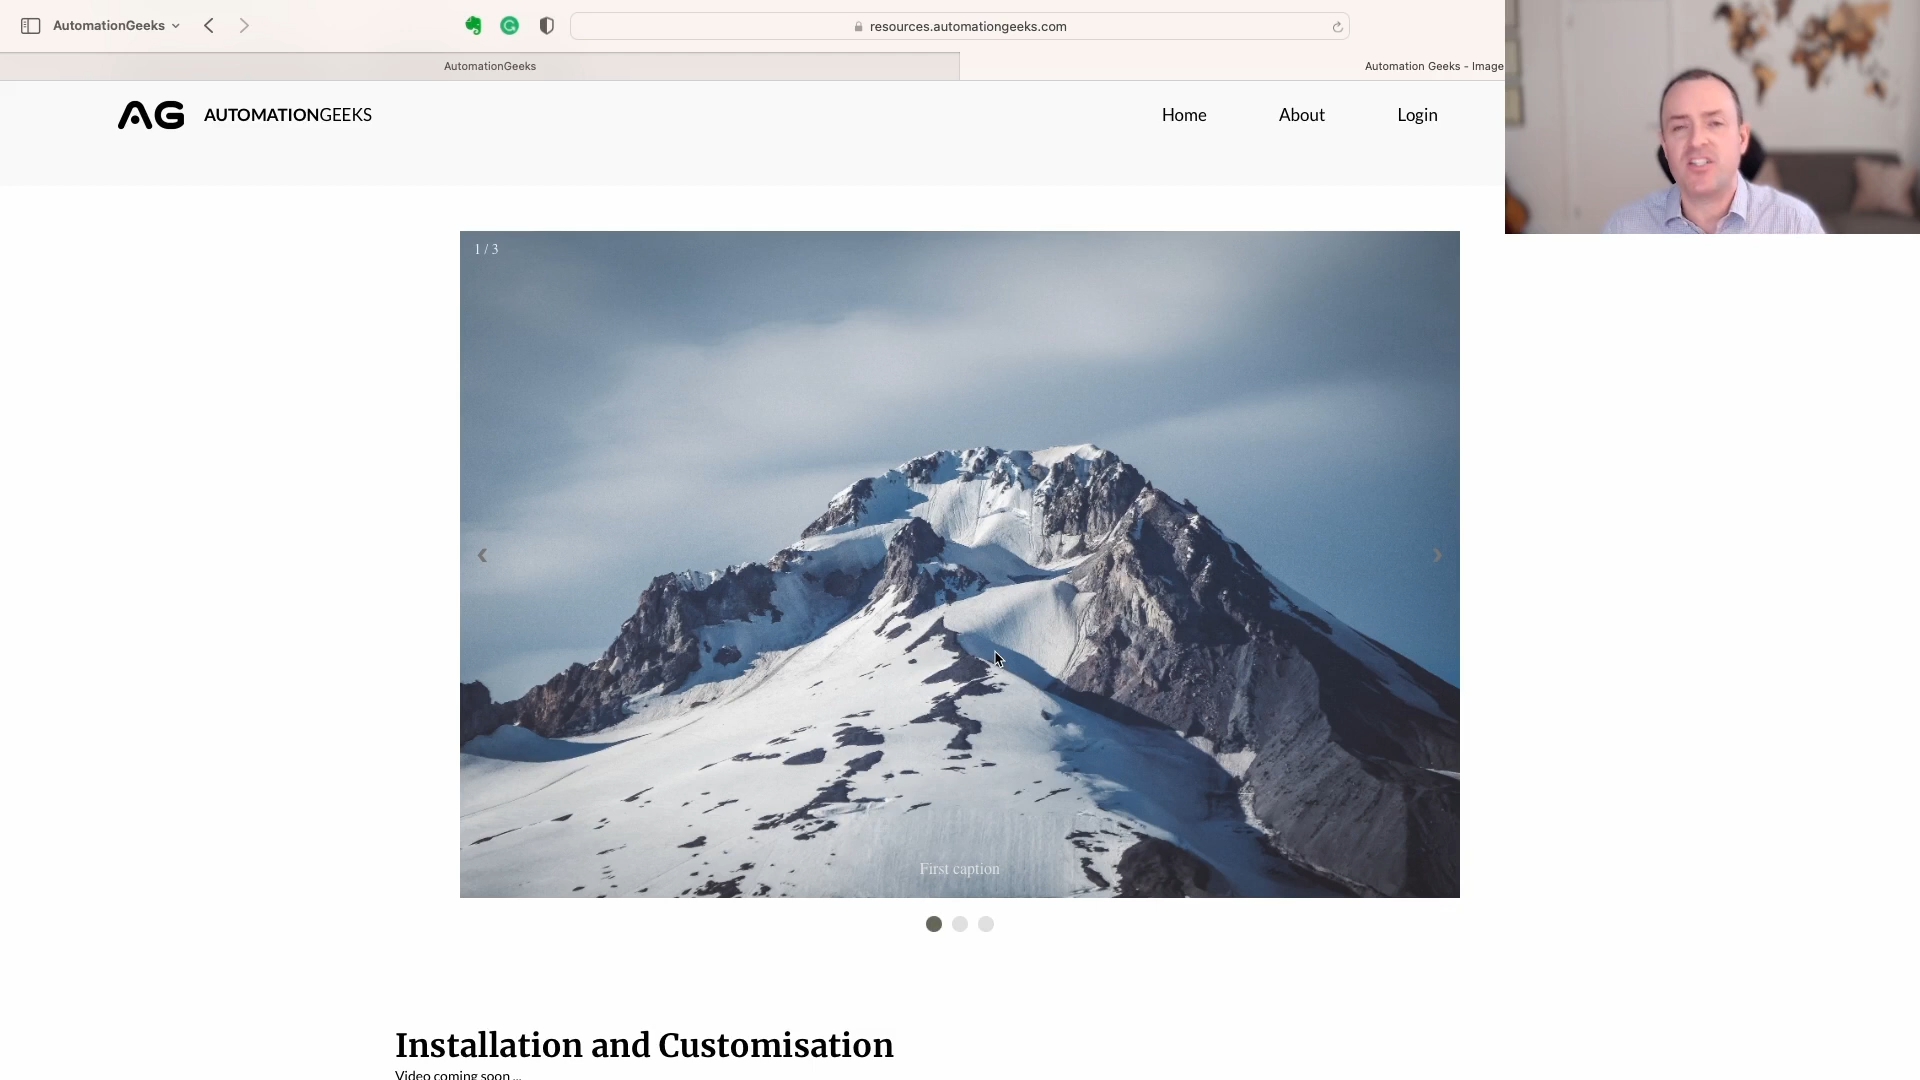 AutomationGeeks
resources.automationgeeks.com
AutomationGeeks
Automation Geeks - Image
AG AUTOMATIONGEEKS
Home
About
Login
1 / 3
First caption
Installation and Customisation
Video coming soon ...